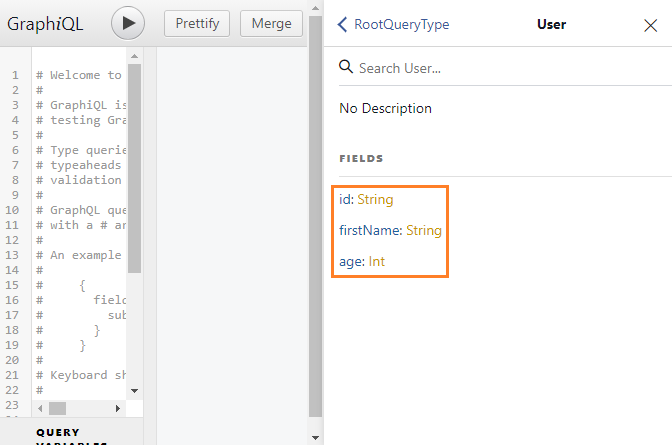 GraphiQL
Prettify
Merge
1 # Welcome to
2 #
3 # GraphiQL is
4 # testing Gra
5 #
6 # Type querie
7 # typeaheads
8 # validation
9 #
10 # GraphQL que
11 # with a # an
12 #
13 # An example
14 #
15 #     {
16 #       field
17 #         sub
18 #       }
19 #     }
20 #
21 # Keyboard sh
22 #
23
QUERY
VARIABLES
RootQueryType
User
Search User...
No Description
FIELDS
id: String
firstName: String
age: Int